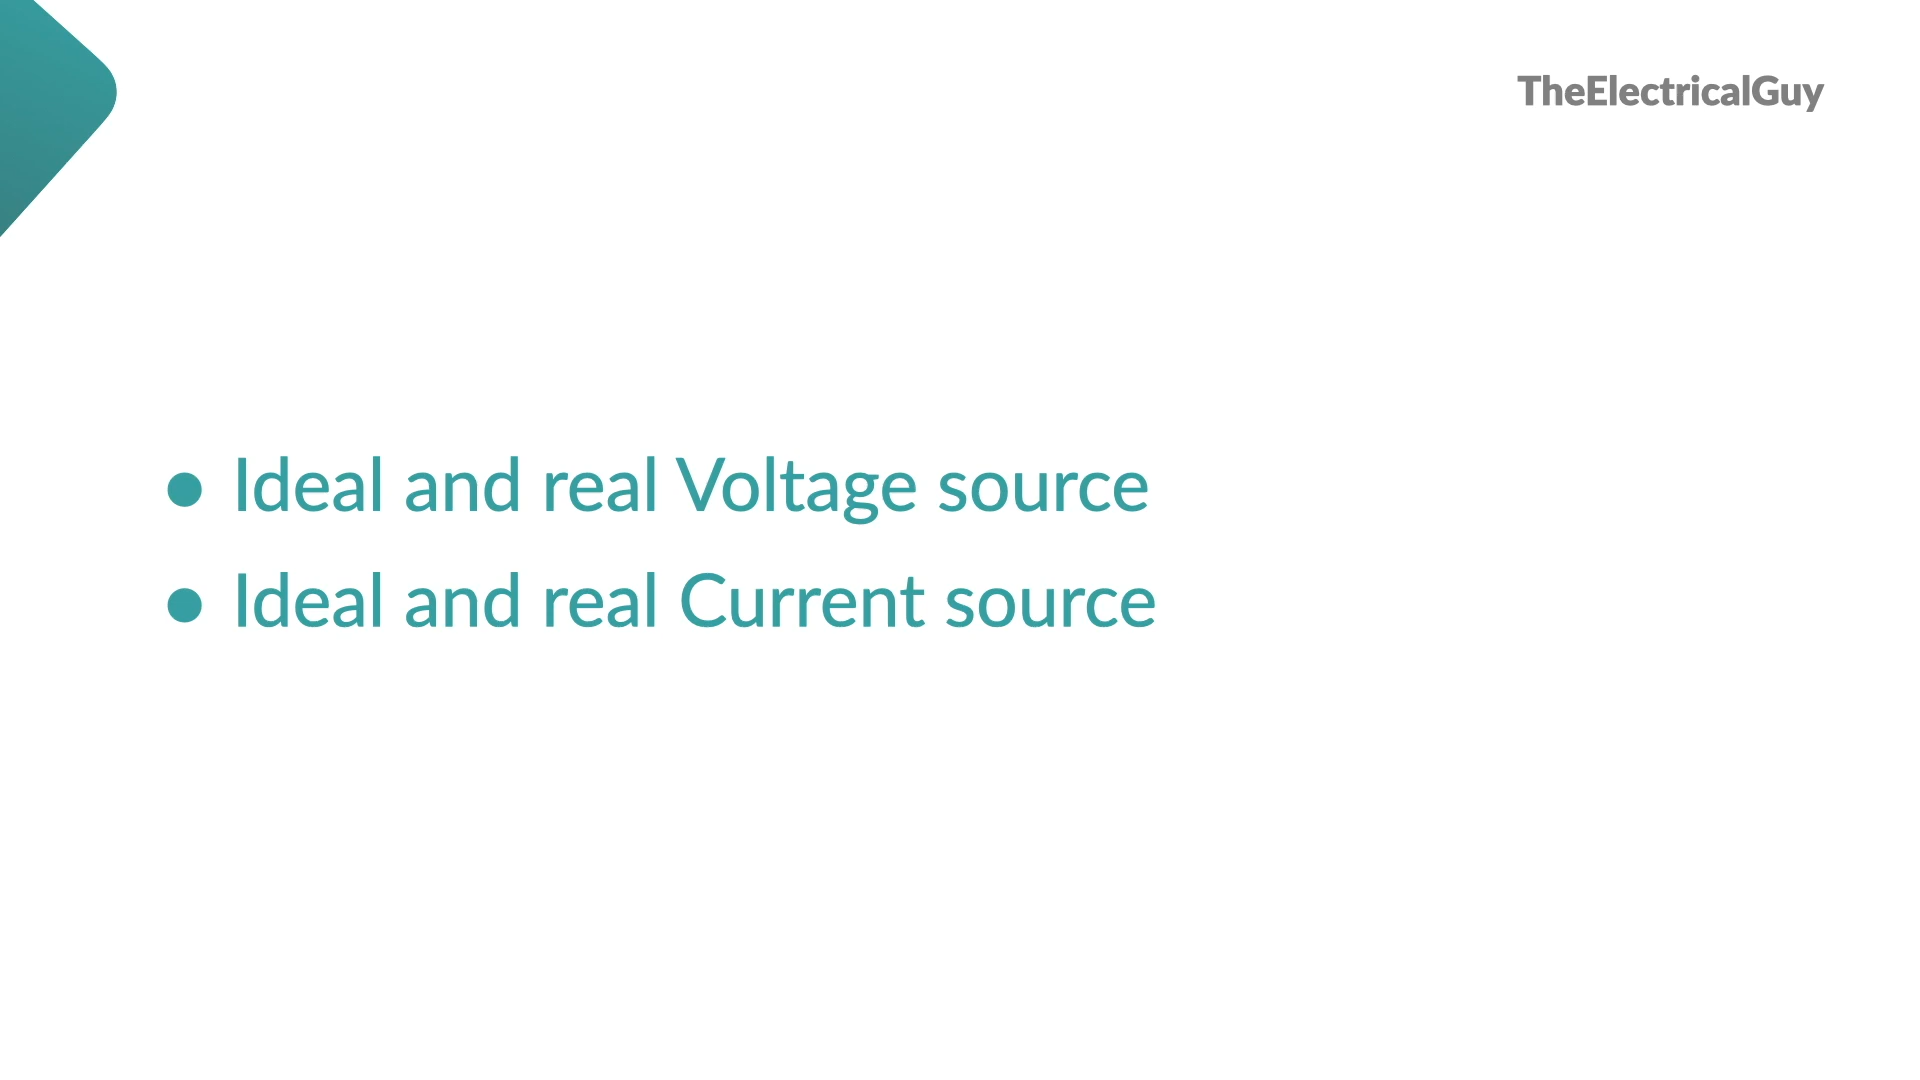 TheElectricalGuy
● Ideal and real Voltage source
● Ideal and real Current source